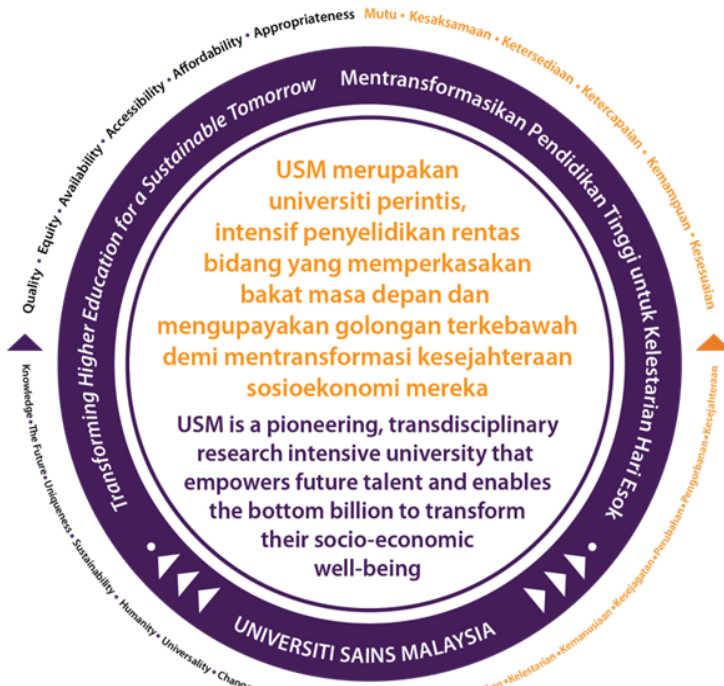 Quality • Equity • Availability • Accessibility • Affordability • Appropriateness
Mutu • Kesaksamaan • Ketersediaan • Ketercapaian • Kemampuan • Kesesuaian
Transforming Higher Education for a Sustainable Tomorrow
Mentransformasikan Pendidikan Tinggi untuk Kelestarian Hari Esok
USM merupakan
universiti perintis,
intensif penyelidikan rentas
bidang yang memperkasakan
bakat masa depan dan
mengupayakan golongan terkebawah
demi mentransformasi kesejahteraan
sosioekonomi mereka
USM is a pioneering, transdisciplinary
research intensive university that
empowers future talent and enables
the bottom billion to transform
their socio-economic
well-being
UNIVERSITI SAINS MALAYSIA
Knowledge • The Future • Uniqueness • Sustainability • Humanity • Universality •
• Kelestarian • Kemanusiaan • Kesejagatan • Perubahan • Pengorbanan • Kesejahteraan